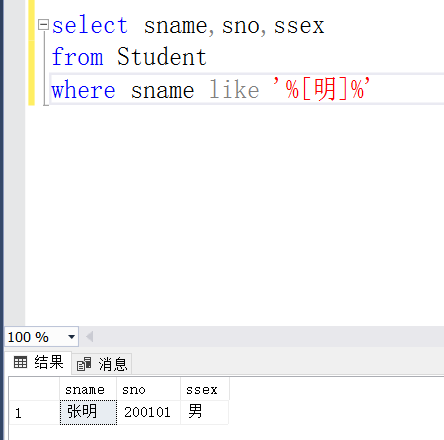 select sname,sno,ssex
from Student
where sname like '%[明]%'
100 %
结果 消息
sname sno ssex
1 张明 200101 男